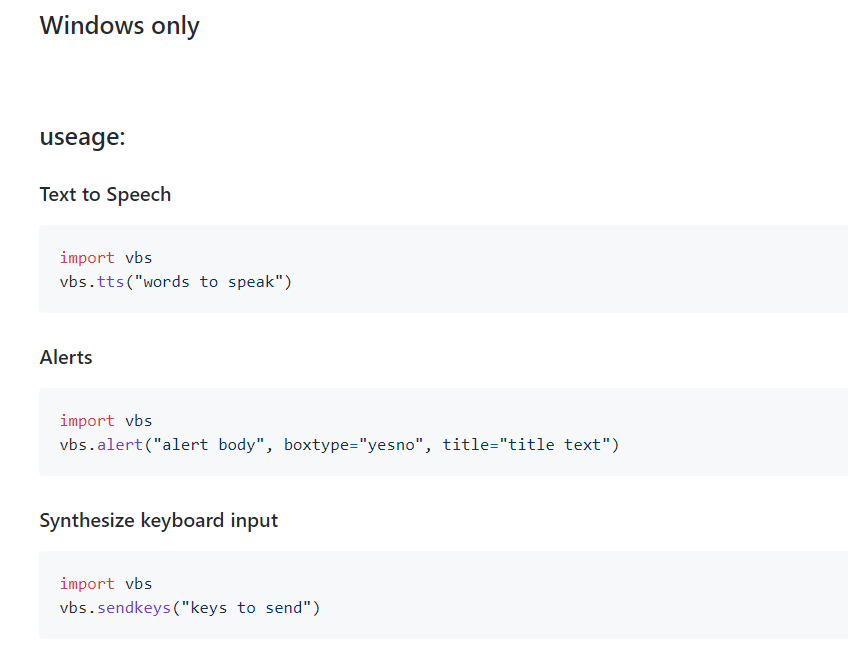 Windows only
useage:
Text to Speech
import vbs
vbs.tts("words to speak")
Alerts
import vbs
vbs.alert("alert body", boxtype="yesno", title="title text")
Synthesize keyboard input
import vbs
vbs.sendkeys("keys to send")